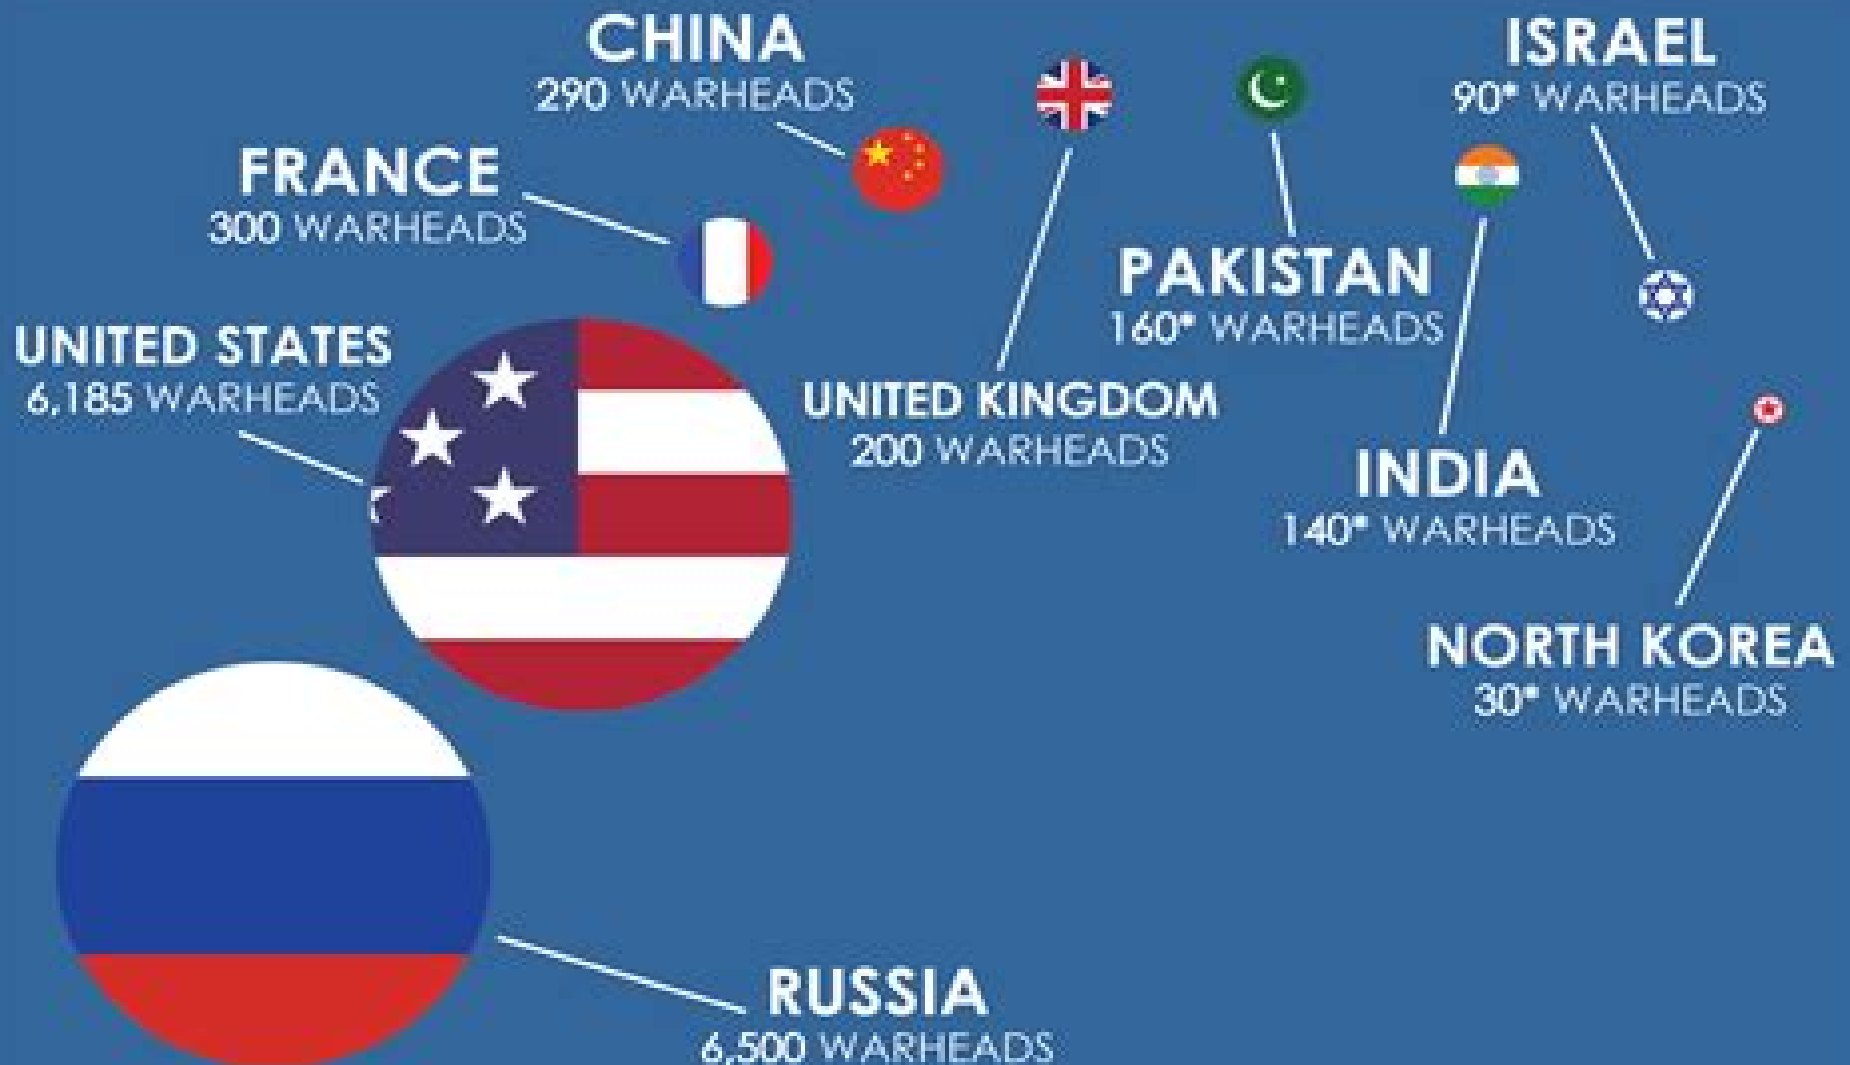 CHINA
290 WARHEADS
ISRAEL
90* WARHEADS
FRANCE
300 WARHEADS
PAKISTAN
160* WARHEADS
UNITED STATES
6,185 WARHEADS
UNITED KINGDOM
200 WARHEADS
INDIA
140* WARHEADS
NORTH KOREA
30* WARHEADS
RUSSIA
6,500 WARHEADS